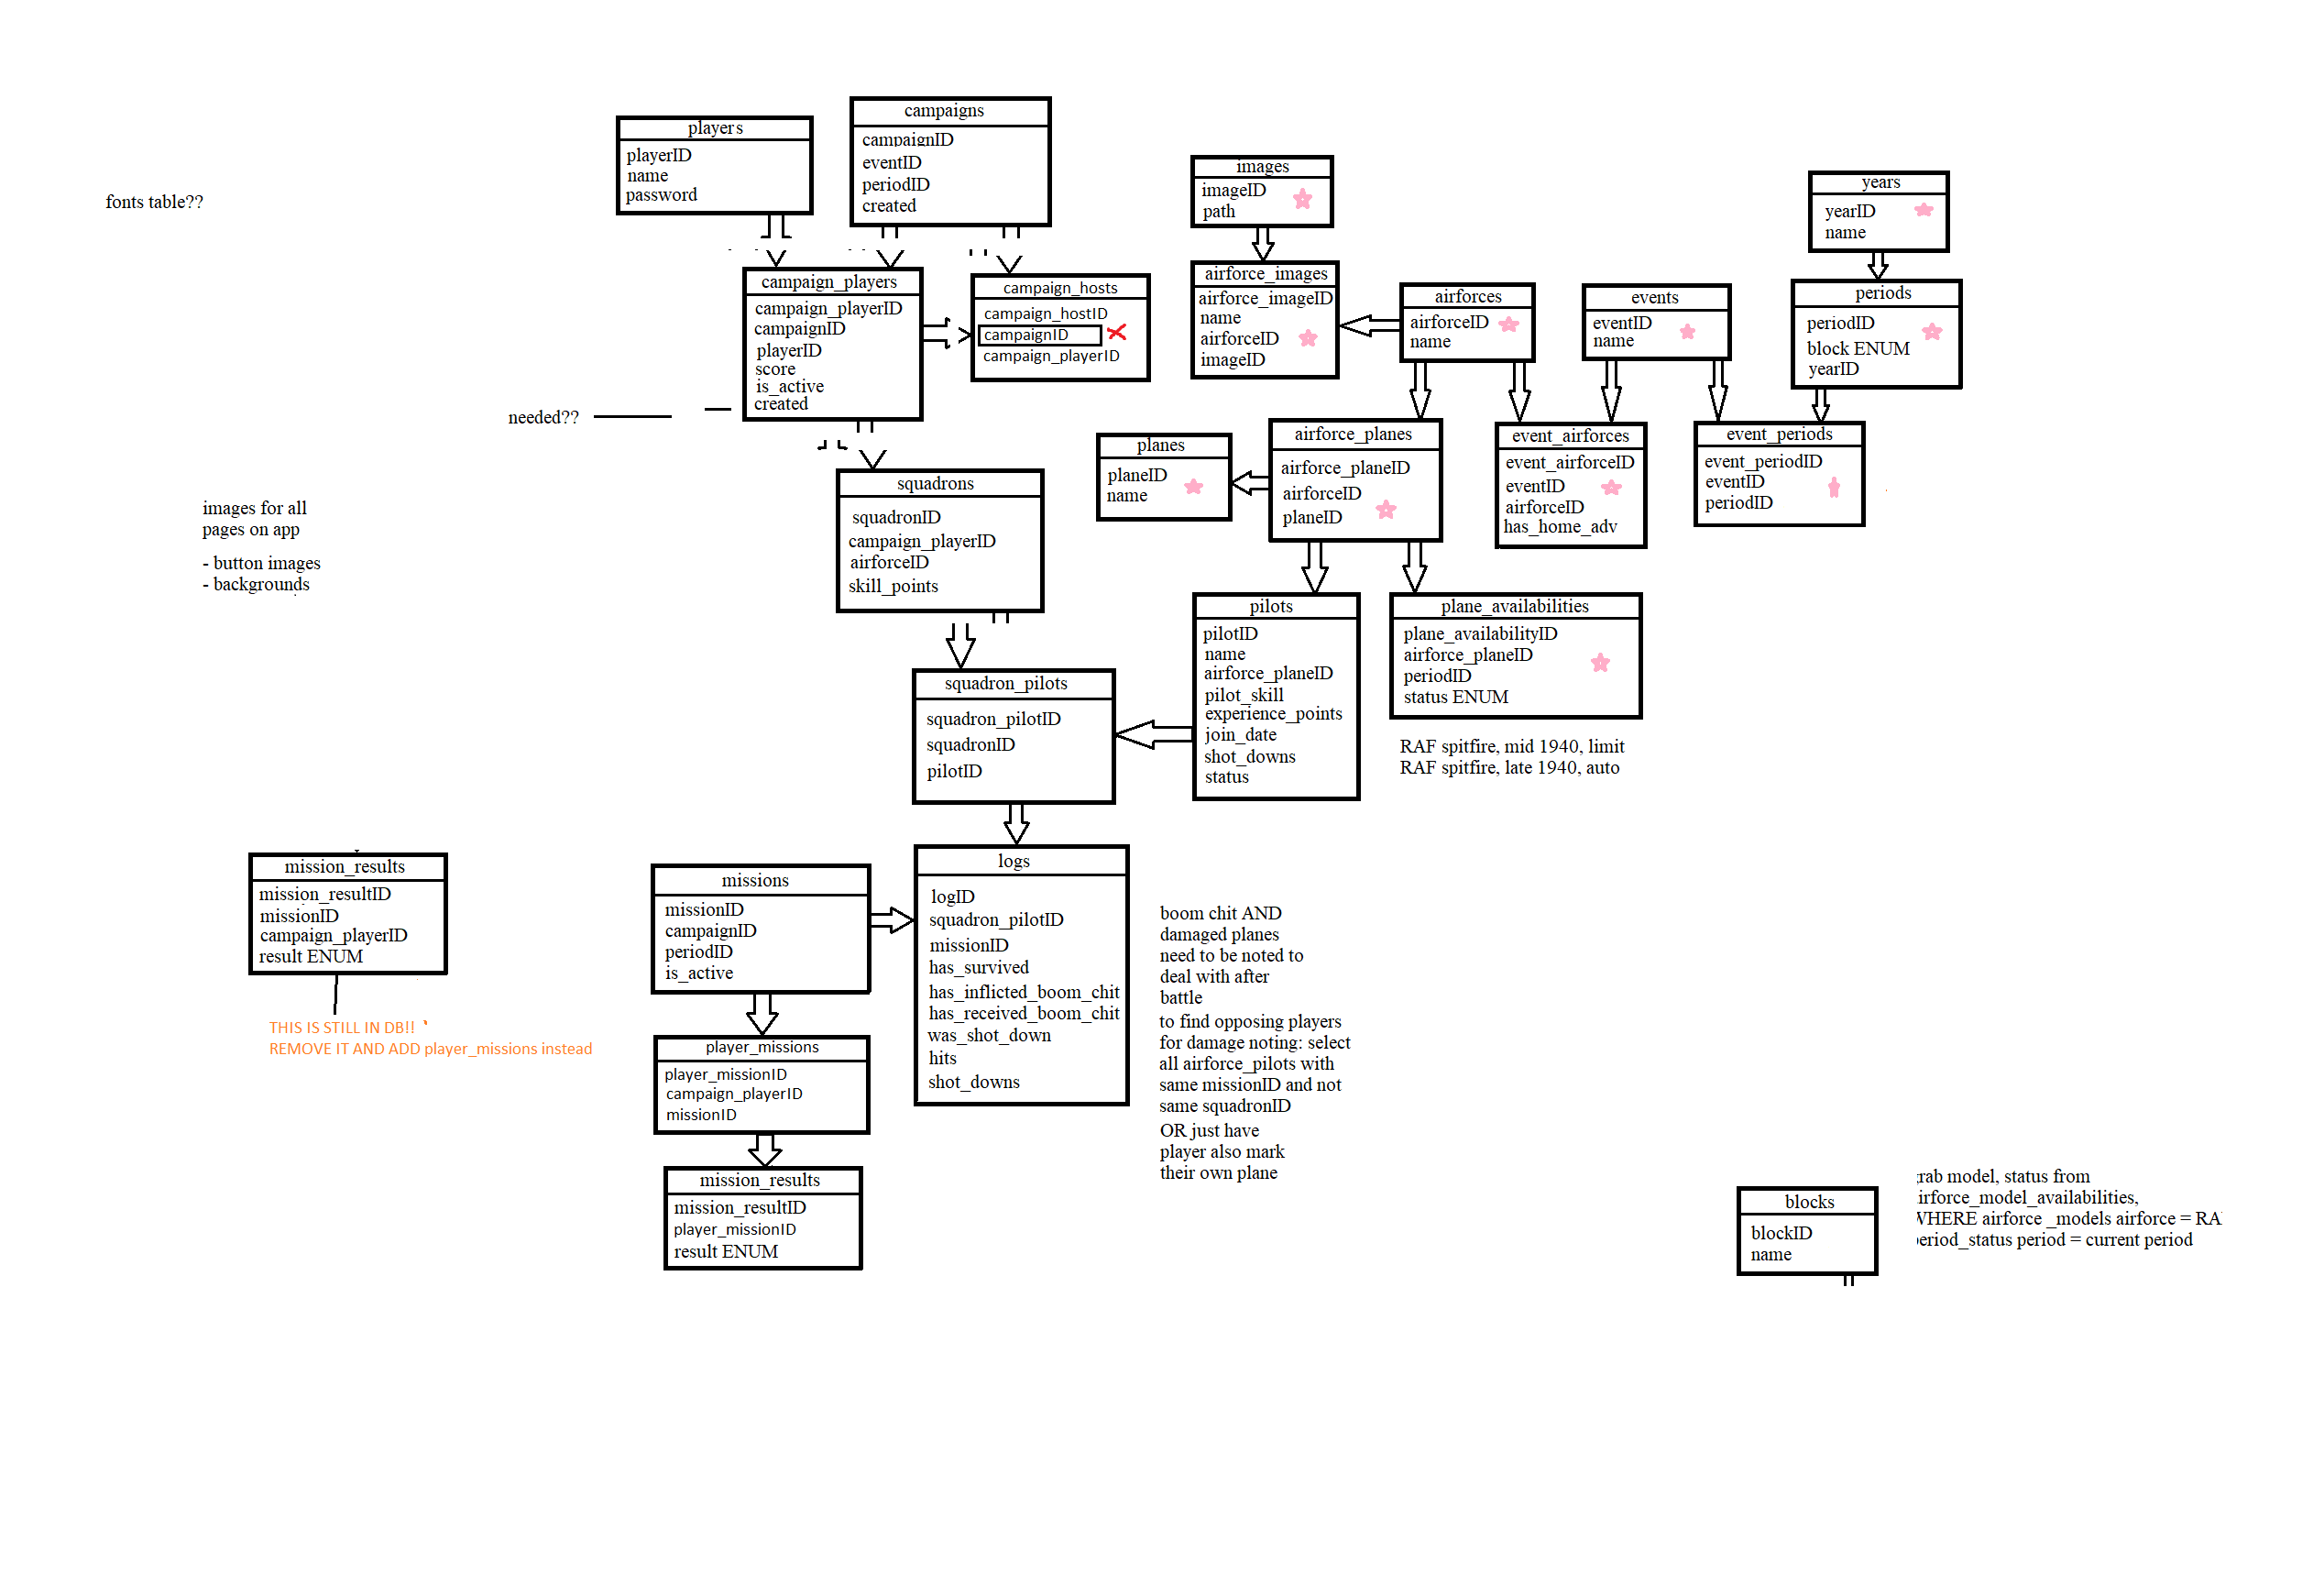 fonts table??
players
playerID
name
password
campaigns
campaignID
eventID
periodID
created
images
imageID
path
years
yearID
name
campaign_players
campaign_playerID
campaignID
playerID
score
is_active
created
campaign_hosts
campaign_hostID
campaignID
campaign_playerID
airforce_images
airforce_imageID
name
airforceID
imageID
airforces
airforceID
name
events
eventID
name
periods
periodID
block ENUM
yearID
needed??
images for all
pages on app
- button images
- backgrounds
squadrons
squadronID
campaign_playerID
airforceID
skill_points
planes
planeID
name
airforce_planes
airforce_planeID
airforceID
planeID
event_airforces
event_airforceID
eventID
airforceID
has_home_adv
event_periods
event_periodID
eventID
periodID
squadron_pilots
squadron_pilotID
squadronID
pilotID
pilots
pilotID
name
airforce_planeID
pilot_skill
experience_points
join_date
shot_downs
status
plane_availabilities
plane_availabilityID
airforce_planeID
periodID
status ENUM
RAF spitfire, mid 1940, limit
RAF spitfire, late 1940, auto
mission_results
mission_resultID
missionID
campaign_playerID
result ENUM
THIS IS STILL IN DB!!
REMOVE IT AND ADD player_missions instead
missions
missionID
campaignID
periodID
is_active
logs
logID
squadron_pilotID
missionID
has_survived
has_inflicted_boom_chit
has_received_boom_chit
was_shot_down
hits
shot_downs
boom chit AND
damaged planes
need to be noted to
deal with after
battle
to find opposing players
for damage noting: select
all airforce_pilots with
same missionID and not
same squadronID
OR just have
player also mark
their own plane
player_missions
player_missionID
campaign_playerID
missionID
mission_results
mission_resultID
player_missionID
result ENUM
blocks
blockID
name
model, status from
airforce_model_availabilities,
WHERE airforce _models airforce = RA
period_status period = current period